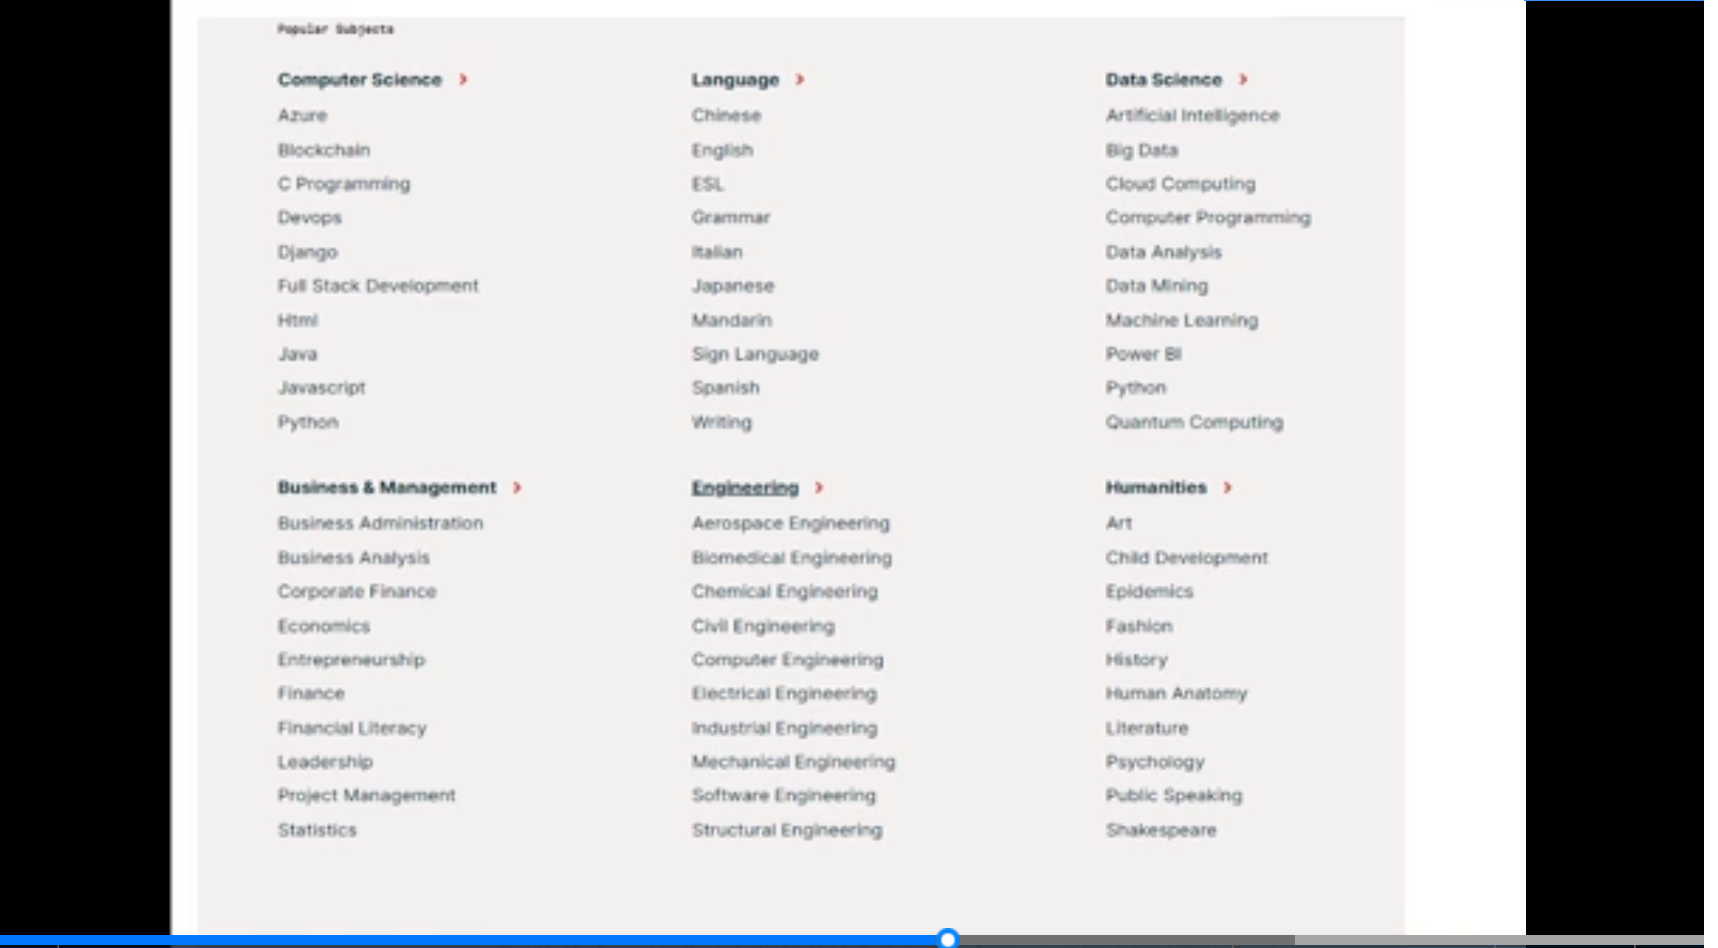 Popular Subjects
Computer Science
Azure
Blockchain
C Programming
Devops
Django
Full Stack Development
Html
Java
Javascript
Python
Language
Chinese
English
ESL
Grammar
Italian
Japanese
Mandarin
Sign Language
Spanish
Writing
Data Science
Artificial Intelligence
Big Data
Cloud Computing
Computer Programming
Data Analysis
Data Mining
Machine Learning
Power BI
Python
Quantum Computing
Business & Management
Business Administration
Business Analysis
Corporate Finance
Economics
Entrepreneurship
Finance
Financial Literacy
Leadership
Project Management
Statistics
Engineering
Aerospace Engineering
Biomedical Engineering
Chemical Engineering
Civil Engineering
Computer Engineering
Electrical Engineering
Industrial Engineering
Mechanical Engineering
Software Engineering
Structural Engineering
Humanities
Art
Child Development
Epidemics
Fashion
History
Human Anatomy
Literature
Psychology
Public Speaking
Shakespeare